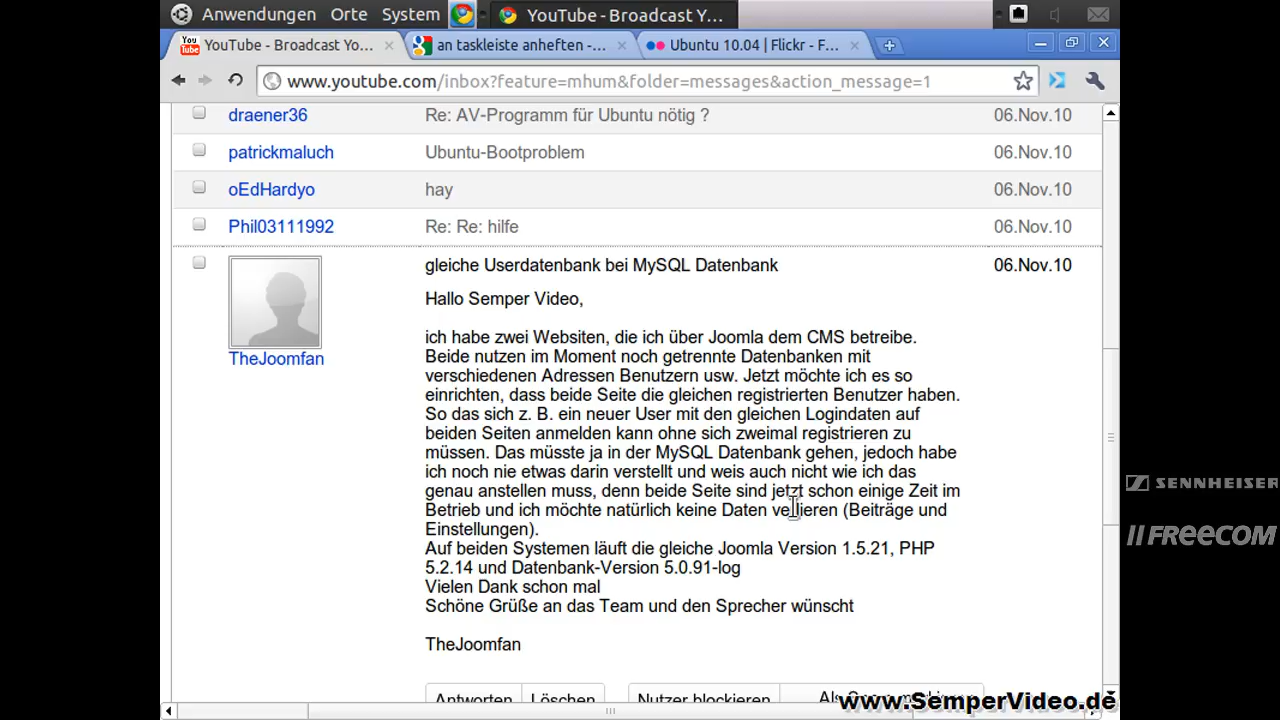 Anwendungen Orte System YouTube - Broadcast Y...
You Tube YouTube - Broadcast Yo... an taskleiste anheften -... Ubuntu 10.04 | Flickr - F...
www.youtube.com/inbox?feature=mhum&folder=messages&action_message=1
draener36 Re: AV-Programm für Ubuntu nötig ? 06.Nov.10
patrickmaluch Ubuntu-Bootproblem 06.Nov.10
oEdHardyo hay 06.Nov.10
Phil03111992 Re: Re: hilfe 06.Nov.10
gleiche Userdatenbank bei MySQL Datenbank 06.Nov.10
TheJoomfan
Hallo Semper Video,
ich habe zwei Websiten, die ich über Joomla dem CMS betreibe.
Beide nutzen im Moment noch getrennte Datenbanken mit
verschiedenen Adressen Benutzern usw. Jetzt möchte ich es so
einrichten, dass beide Seite die gleichen registrierten Benutzer haben.
So das sich z. B. ein neuer User mit den gleichen Logindaten auf
beiden Seiten anmelden kann ohne sich zweimal registrieren zu
müssen. Das müsste ja in der MySQL Datenbank gehen, jedoch habe
ich noch nie etwas darin verstellt und weis auch nicht wie ich das
genau anstellen muss, denn beide Seite sind jetzt schon einige Zeit im
Betrieb und ich möchte natürlich keine Daten verlieren (Beiträge und
Einstellungen).
Auf beiden Systemen läuft die gleiche Joomla Version 1.5.21, PHP
5.2.14 und Datenbank-Version 5.0.91-log
Vielen Dank schon mal
Schöne Grüße an das Team und den Sprecher wünscht
TheJoomfan
Antworten Löschen Nutzer blockieren Als
www.SemperVideo.de
SENNHEISER
FREECOM